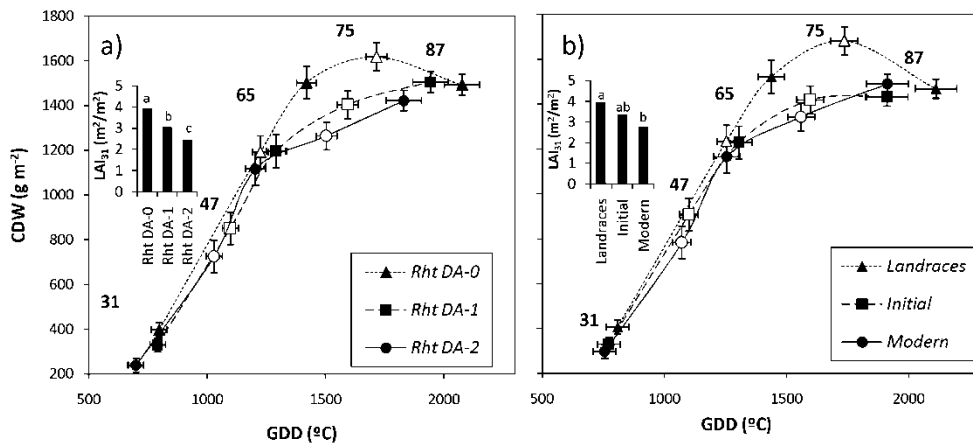 a)
CDW (g m⁻²)
1800
1600
1400
1200
1000
800
600
400
200
500
1000
1500
2000
GDD (ºC)
31
47
65
75
87
LAI₃₁ (m²/m²)
5
4
3
2
1
0
a
b
c
Rht DA-0
Rht DA-1
Rht DA-2
Rht DA-0
Rht DA-1
Rht DA-2
b)
500
1000
1500
2000
GDD (ºC)
31
47
65
75
87
LAI₃₁ (m²/m²)
5
4
3
2
1
0
a
ab
b
Landraces
Initial
Modern
Landraces
Initial
Modern